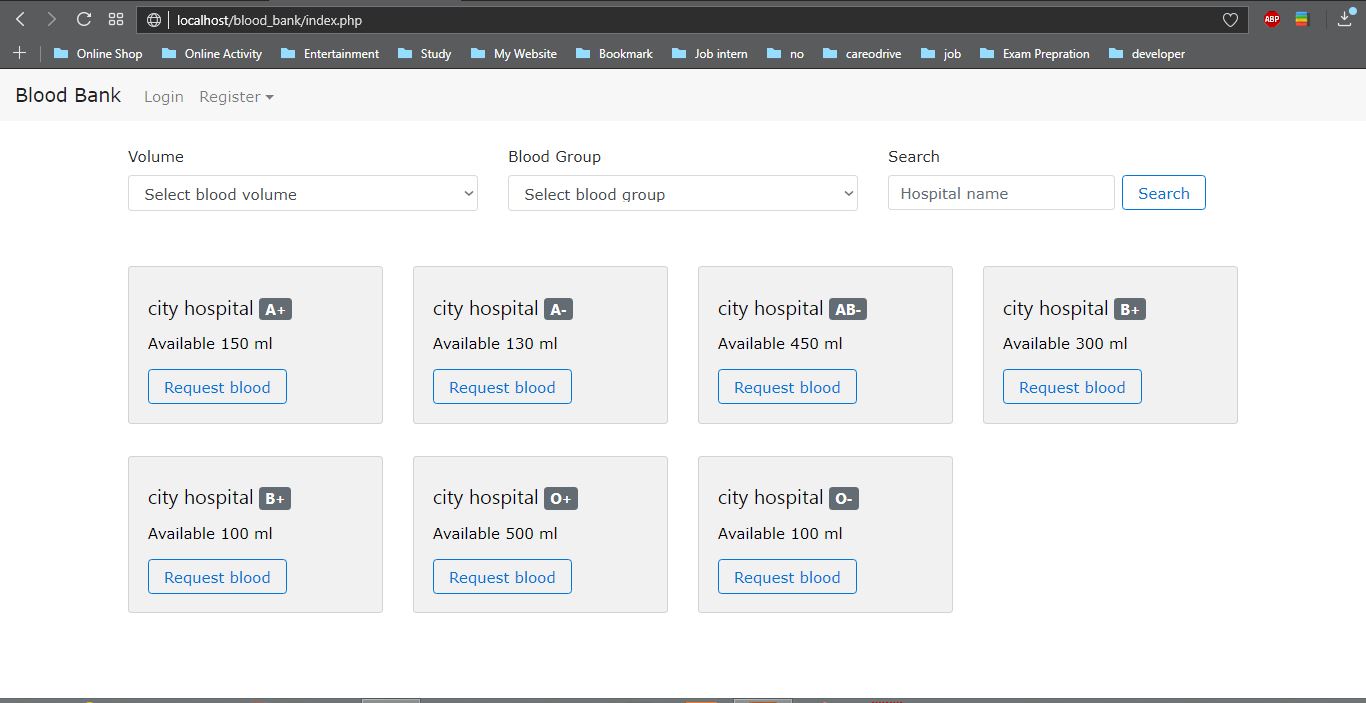 localhost/blood_bank/index.php
ABP
Online Shop Online Activity Entertainment Study My Website Bookmark Job intern no careodrive job Exam Prepration developer
Blood Bank Login Register
Volume Blood Group Search
Select blood volume Select blood group Hospital name Search
city hospital A+ city hospital A- city hospital AB- city hospital B+
Available 150 ml Available 130 ml Available 450 ml Available 300 ml
Request blood Request blood Request blood Request blood
city hospital B+ city hospital O+ city hospital O-
Available 100 ml Available 500 ml Available 100 ml
Request blood Request blood Request blood